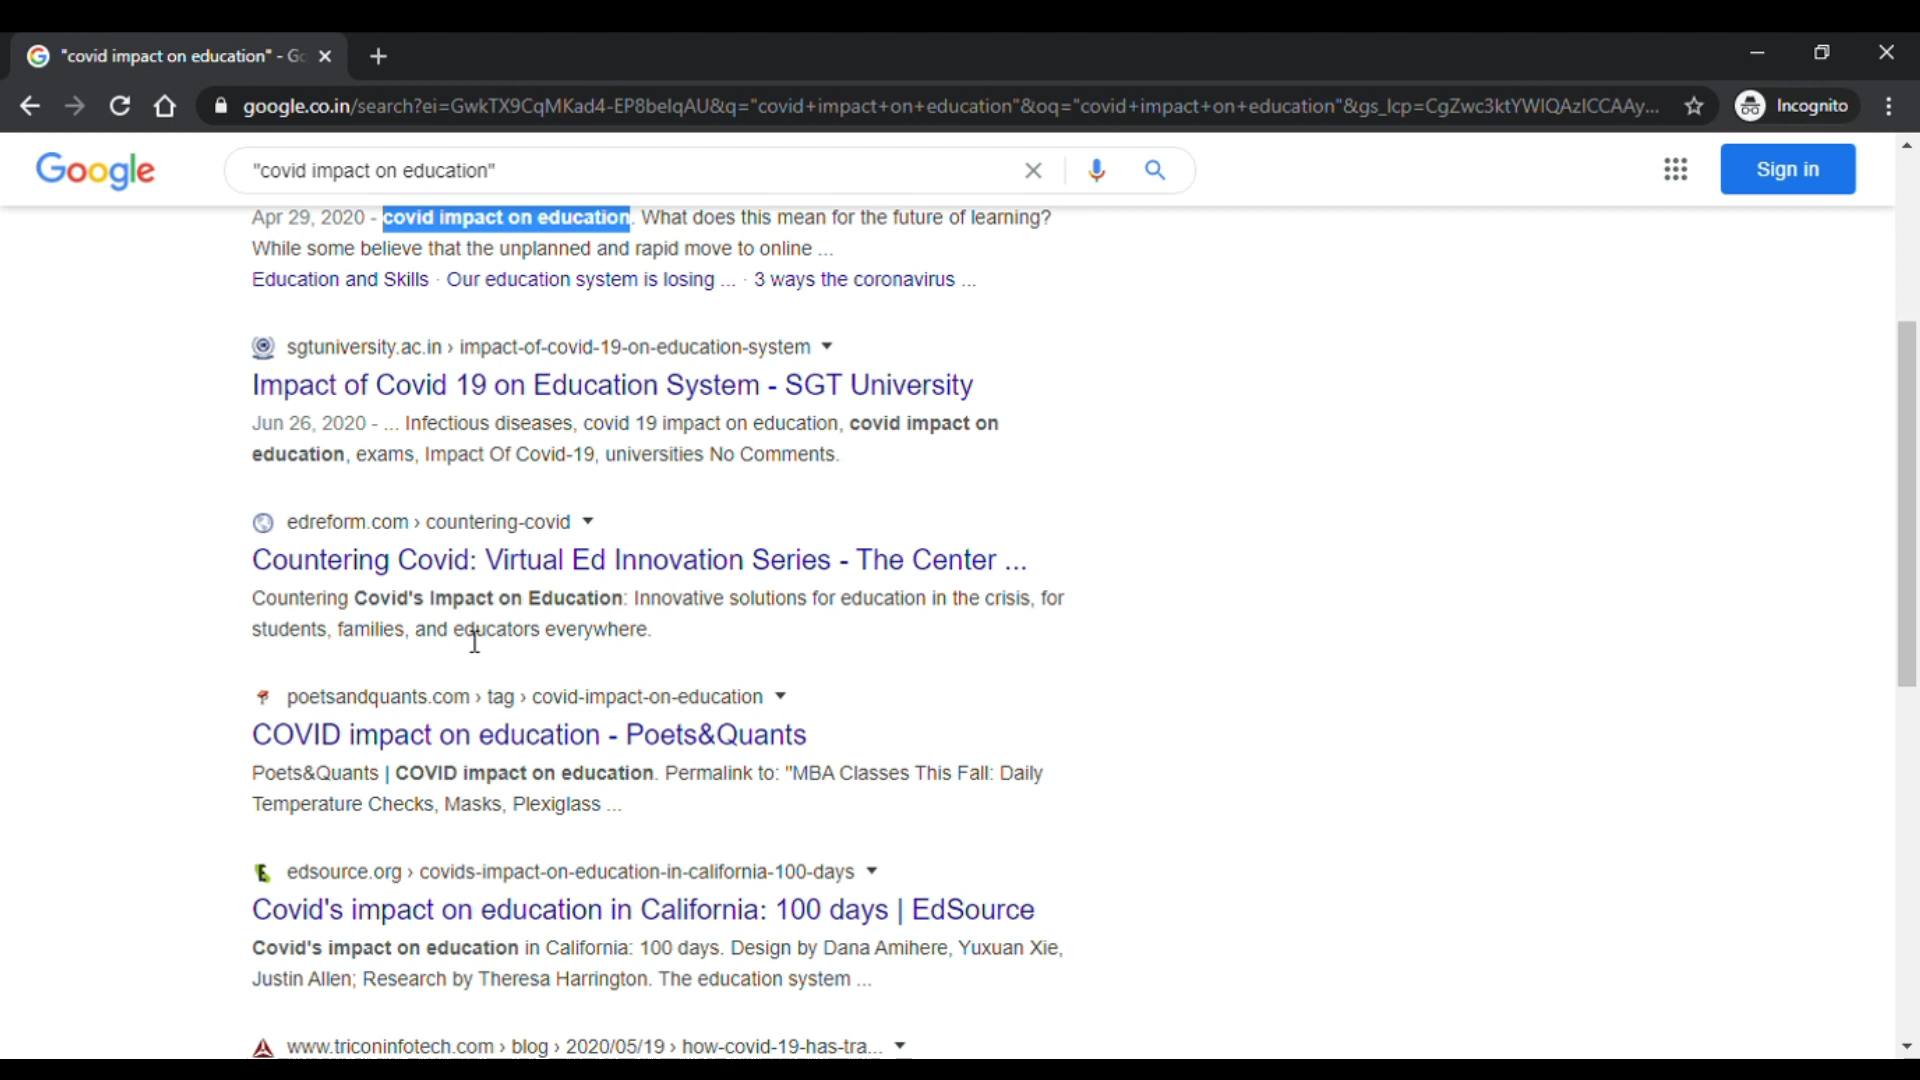 "covid impact on education" - Go
google.co.in/search?ei=GwkTX9CqMKad4-EP8belqAU&q="covid+impact+on+education"&oq="covid+impact+on+education"&gs_lcp=CgZwc3ktYWIQAzICCAAy...
Incognito
Google
"covid impact on education"
Sign in
Apr 29, 2020 - covid impact on education. What does this mean for the future of learning?
While some believe that the unplanned and rapid move to online ...
Education and Skills · Our education system is losing ... · 3 ways the coronavirus ...
sgtuniversity.ac.in › impact-of-covid-19-on-education-system
Impact of Covid 19 on Education System - SGT University
Jun 26, 2020 - ... Infectious diseases, covid 19 impact on education, covid impact on
education, exams, Impact Of Covid-19, universities No Comments.
edreform.com › countering-covid
Countering Covid: Virtual Ed Innovation Series - The Center ...
Countering Covid's Impact on Education: Innovative solutions for education in the crisis, for
students, families, and educators everywhere.
poetsandquants.com › tag › covid-impact-on-education
COVID impact on education - Poets&Quants
Poets&Quants | COVID impact on education. Permalink to: "MBA Classes This Fall: Daily
Temperature Checks, Masks, Plexiglass ...
edsource.org › covids-impact-on-education-in-california-100-days
Covid's impact on education in California: 100 days | EdSource
Covid's impact on education in California: 100 days. Design by Dana Amihere, Yuxuan Xie,
Justin Allen; Research by Theresa Harrington. The education system ...
www.triconinfotech.com › blog › 2020/05/19 › how-covid-19-has-tra...